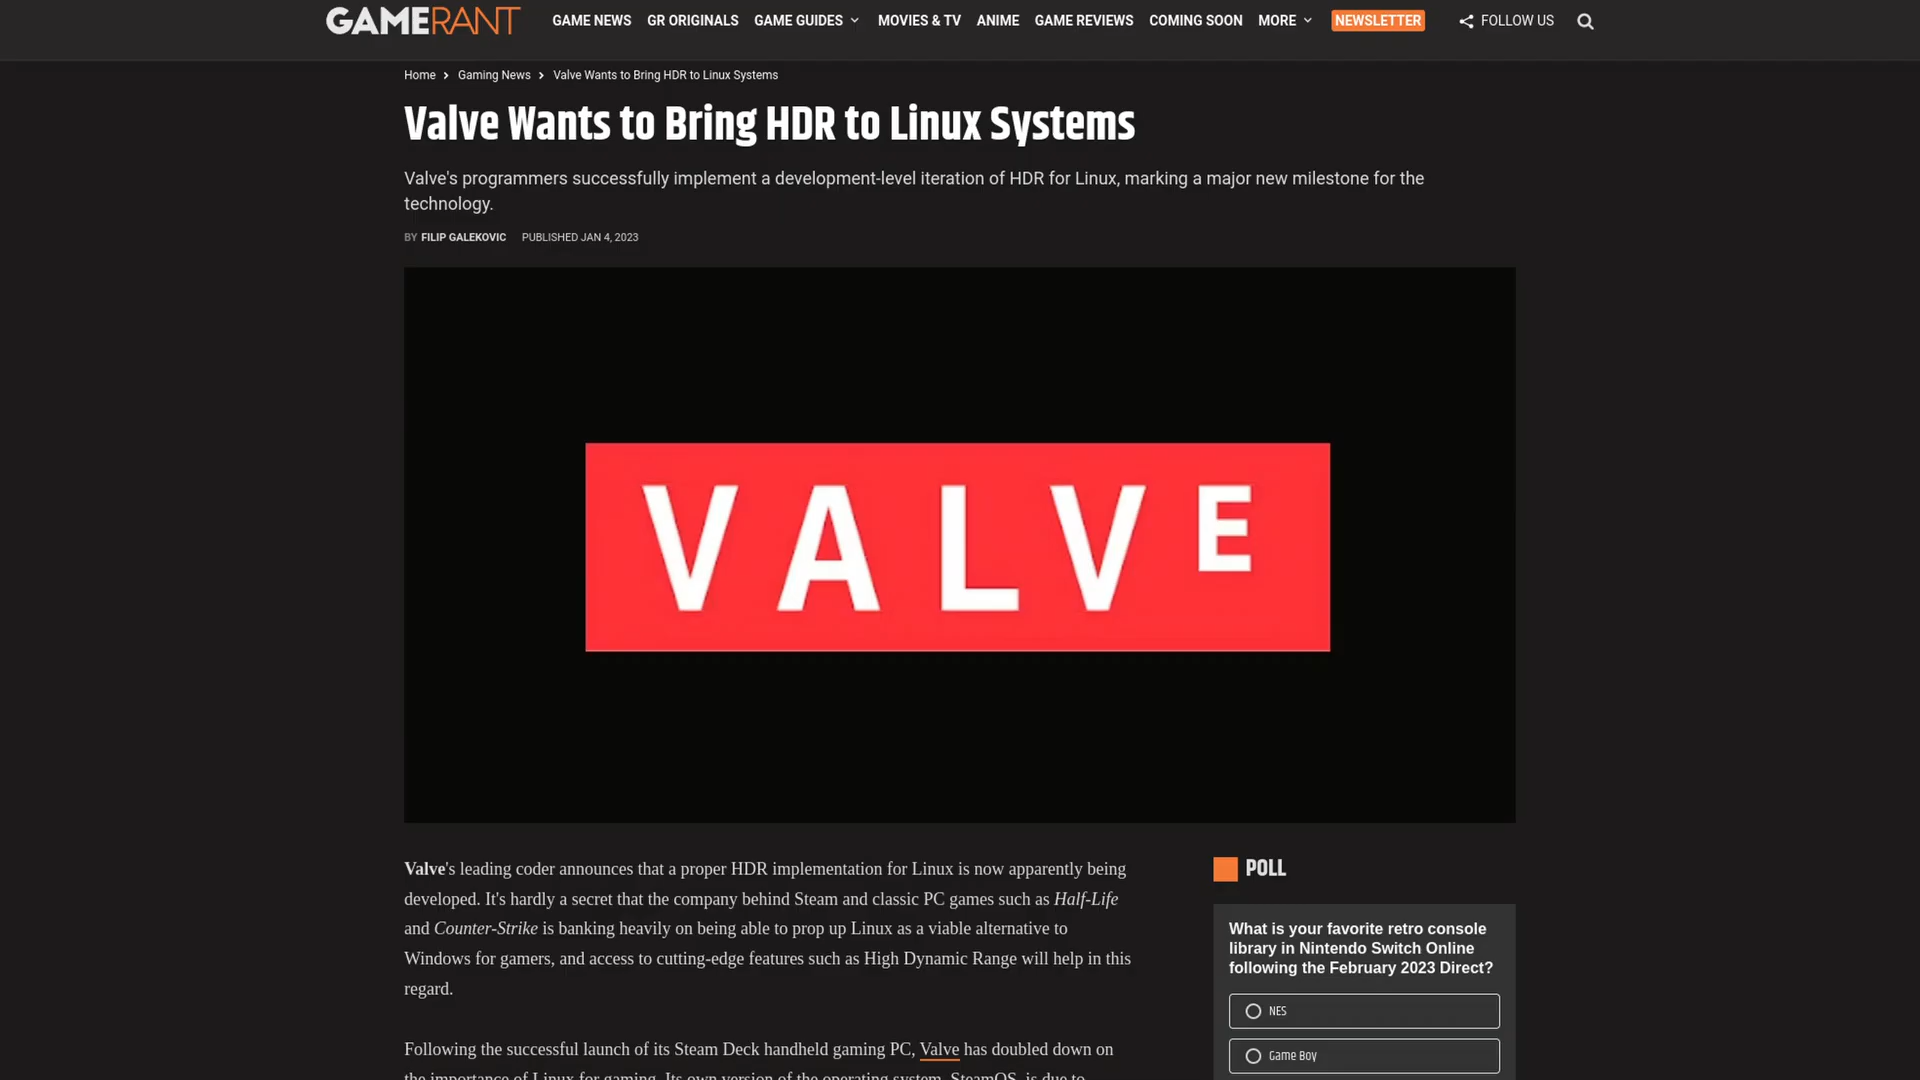 GAMERANT GAME NEWS GR ORIGINALS GAME GUIDES MOVIES & TV ANIME GAME REVIEWS COMING SOON MORE NEWSLETTER FOLLOW US
Home Gaming News Valve Wants to Bring HDR to Linux Systems
Valve Wants to Bring HDR to Linux Systems
Valve's programmers successfully implement a development-level iteration of HDR for Linux, marking a major new milestone for the
technology.
BY FILIP GALEKOVIC PUBLISHED JAN 4, 2023
VALVE
Valve's leading coder announces that a proper HDR implementation for Linux is now apparently being
developed. It's hardly a secret that the company behind Steam and classic PC games such as Half-Life
and Counter-Strike is banking heavily on being able to prop up Linux as a viable alternative to
Windows for gamers, and access to cutting-edge features such as High Dynamic Range will help in this
regard.
Following the successful launch of its Steam Deck handheld gaming PC, Valve has doubled down on
the importance of Linux for gaming. Its own version of the operating system, SteamOS, is due to
POLL
What is your favorite retro console
library in Nintendo Switch Online
following the February 2023 Direct?
NES
Game Boy